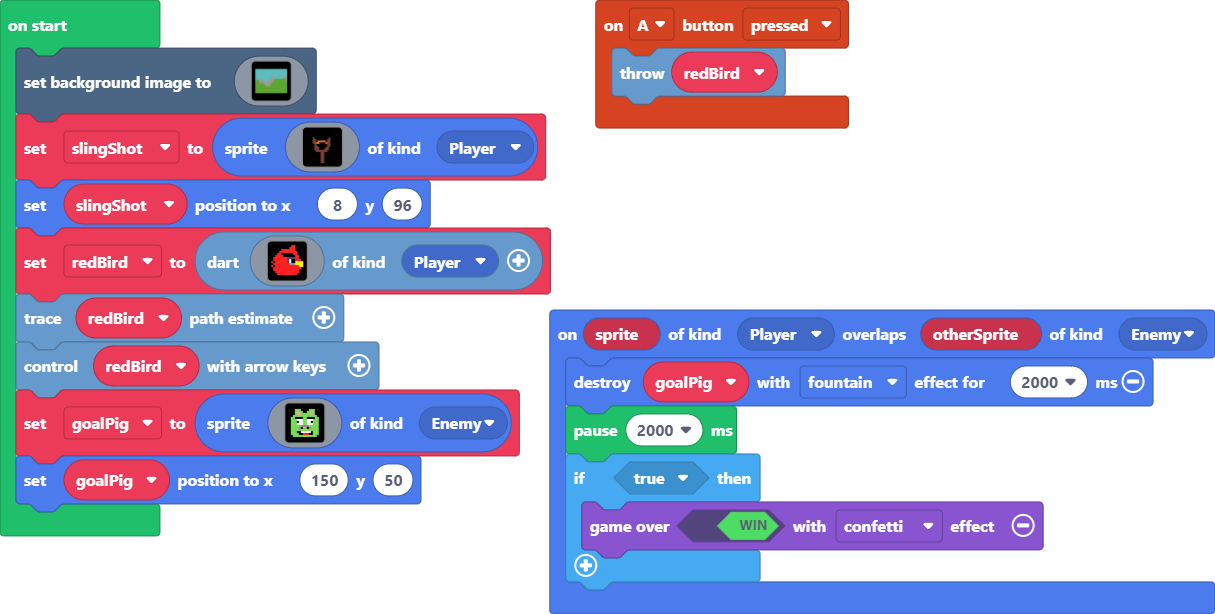 on start
set background image to
set slingShot to sprite of kind Player
set slingShot position to x 8 y 96
set redBird to dart of kind Player
trace redBird path estimate
control redBird with arrow keys
set goalPig to sprite of kind Enemy
set goalPig position to x 150 y 50
on A button pressed
throw redBird
on sprite of kind Player overlaps otherSprite of kind Enemy
destroy goalPig with fountain effect for 2000 ms
pause 2000 ms
if true then
game over WIN with confetti effect